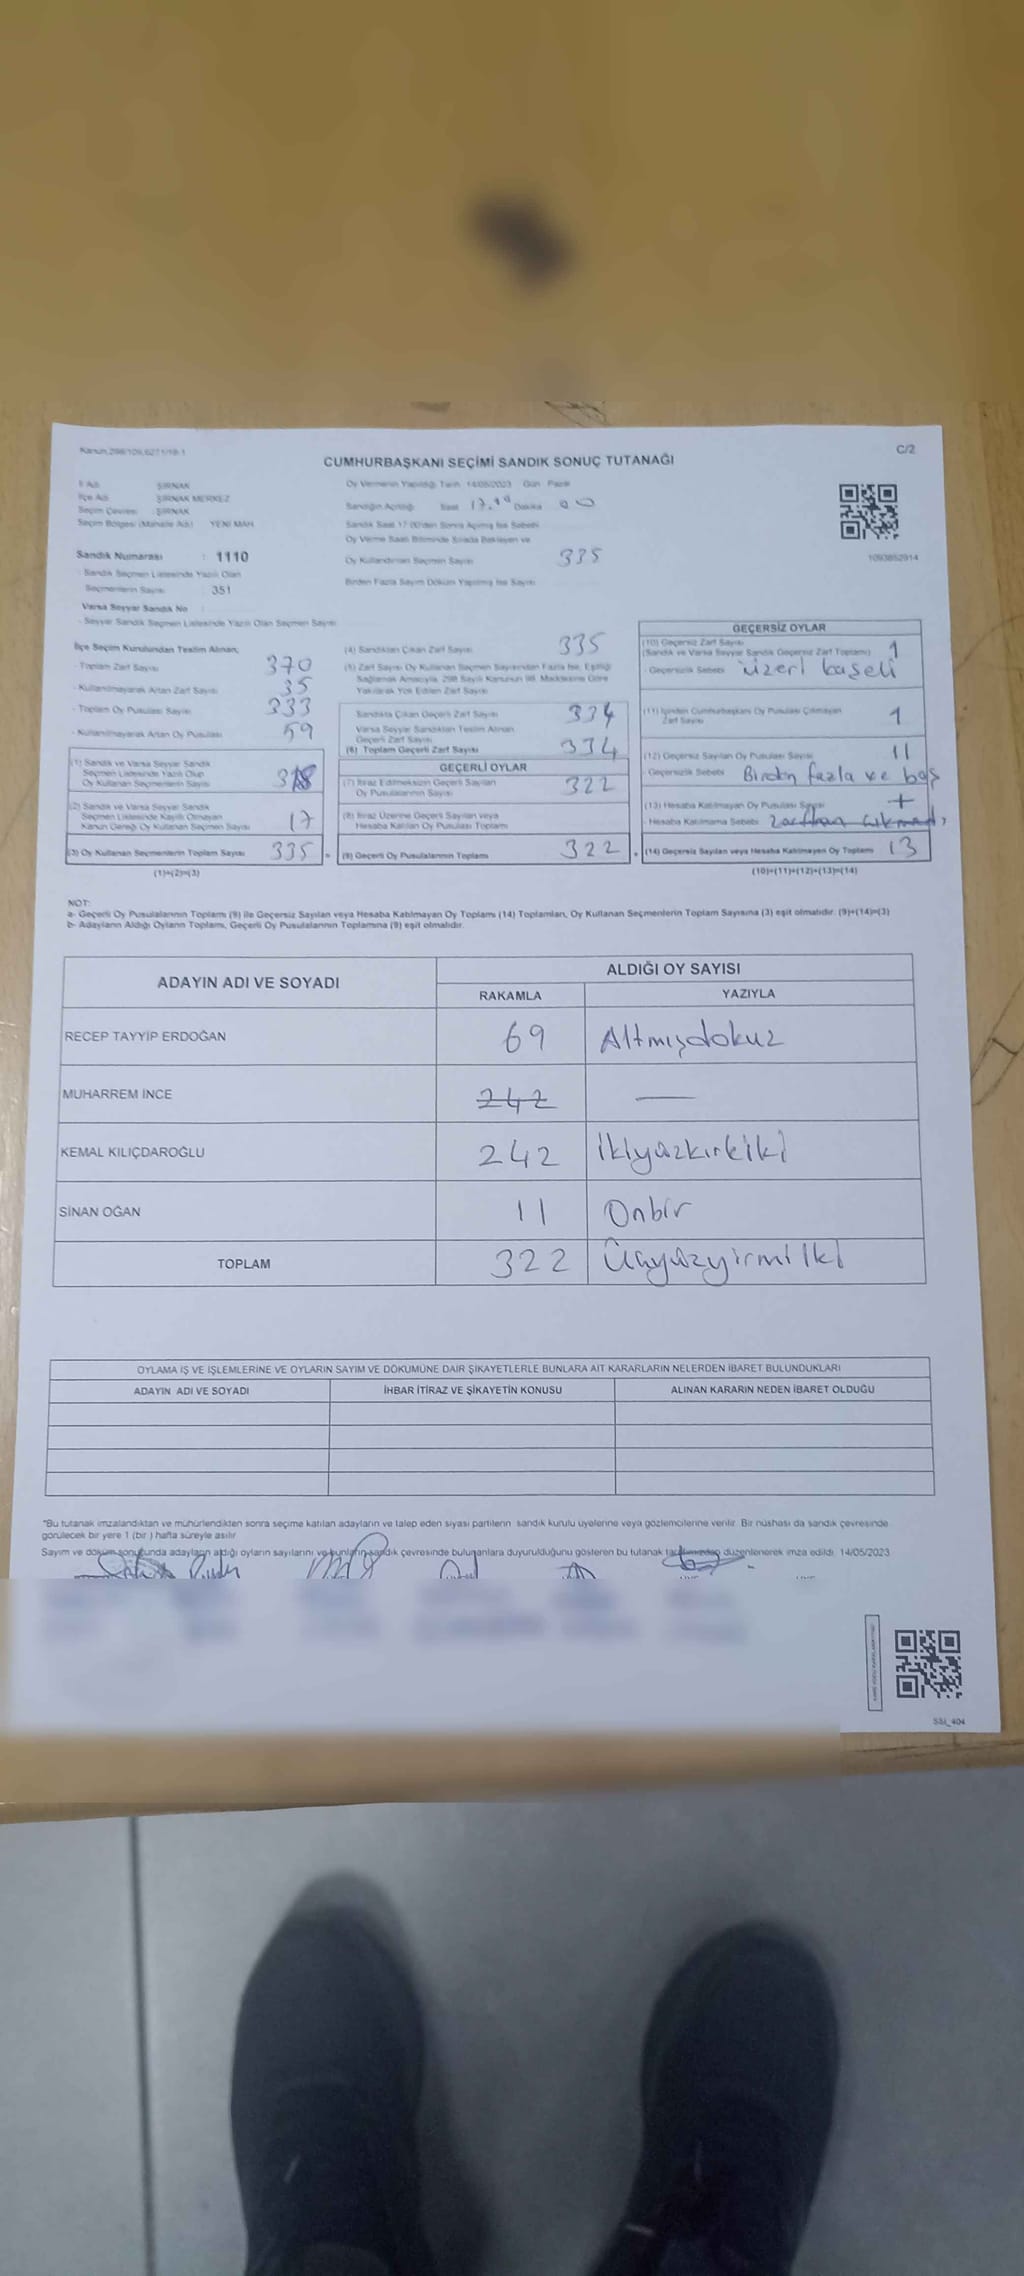 Kanun:298/109,6271/19-1
C/2
CUMHURBAŞKANI SEÇİMİ SANDIK SONUÇ TUTANAĞI
İl Adı ŞIRNAK
İlçe Adı ŞIRNAK MERKEZ
Seçim Çevresi ŞIRNAK
Seçim Bölgesi (Mahalle Adı) YENİ MAH
Sandık Numarası : 1110
- Sandık Seçmen Listesinde Yazılı Olan
Seçmenlerin Sayısı 351
Varsa Seyyar Sandık No
- Seyyar Sandık Seçmen Listesinde Yazılı Olan Seçmen Sayısı
Oy Vermenin Yapıldığı Tarih 14/05/2023 Gün Pazar
Sandığın Açıldığı Saat 17.00 Dakika 00
Sandık Saat 17.00'den Sonra Açılmış İse Sebebi
Oy Verme Saati Bitiminde Sırada Bekleyen ve
Oy Kullandırılan Seçmen Sayısı 335
Birden Fazla Sayım Döküm Yapılmış İse Sayısı
1093852914
İlçe Seçim Kurulundan Teslim Alınan,
- Toplam Zarf Sayısı 370
- Kullanılmayarak Artan Zarf Sayısı 35
- Toplam Oy Pusulası Sayısı 333
- Kullanılmayarak Artan Oy Pusulası 59
(1) Sandık ve Varsa Seyyar Sandık
Seçmen Listesinde Yazılı Olup
Oy Kullanan Seçmenlerin Sayısı 318
(2) Sandık ve Varsa Seyyar Sandık
Seçmen Listesinde Kayıtlı Olmayan
Kanun Gereği Oy Kullanan Seçmen Sayısı 17
(3) Oy Kullanan Seçmenlerin Toplam Sayısı 335
(1)+(2)=(3)
(4) Sandıktan Çıkan Zarf Sayısı 335
(5) Zarf Sayısı Oy Kullanan Seçmen Sayısından Fazla İse, Eşitliği
Sağlamak Amacıyla, 298 Sayılı Kanunun 98. Maddesine Göre
Yakılarak Yok Edilen Zarf Sayısı
Sandıkta Çıkan Geçerli Zarf Sayısı 334
Varsa Seyyar Sandıktan Teslim Alınan
Geçerli Zarf Sayısı
(6) Toplam Geçerli Zarf Sayısı 334
GEÇERLİ OYLAR
(7) İtiraz Edilmeksizin Geçerli Sayılan
Oy Pusulalarının Sayısı 322
(8) İtiraz Üzerine Geçerli Sayılan veya
Hesaba Katılan Oy Pusulası Toplamı
(9) Geçerli Oy Pusulalarının Toplamı 322
GEÇERSİZ OYLAR
(10) Geçersiz Zarf Sayısı
(Sandık ve Varsa Seyyar Sandık Geçersiz Zarf Toplamı) 1
- Geçersizlik Sebebi üzeri kaşeli
(11) İçinden Cumhurbaşkanı Oy Pusulası Çıkmayan
Zarf Sayısı 1
(12) Geçersiz Sayılan Oy Pusulası Sayısı 11
- Geçersizlik Sebebi Birden fazla ve boş
(13) Hesaba Katılmayan Oy Pusulası Sayısı
- Hesaba Katılmama Sebebi zarftan çıkmadı
(14) Geçersiz Sayılan veya Hesaba Katılmayan Oy Toplamı 13
(10)+(11)+(12)+(13)=(14)
NOT:
a- Geçerli Oy Pusulalarının Toplamı (9) ile Geçersiz Sayılan veya Hesaba Katılmayan Oy Toplamı (14) Toplamları, Oy Kullanan Seçmenlerin Toplam Sayısına (3) eşit olmalıdır. (9)+(14)=(3)
b- Adayların Aldığı Oyların Toplamı, Geçerli Oy Pusulalarının Toplamına (9) eşit olmalıdır.
ADAYIN ADI VE SOYADI
ALDIĞI OY SAYISI
RAKAMLA YAZIYLA
RECEP TAYYİP ERDOĞAN 69 Altmışdokuz
MUHARREM İNCE 242 —
KEMAL KILIÇDAROĞLU 242 İkiyüzkırkiki
SİNAN OĞAN 11 Onbir
TOPLAM 322 Üçyüzyirmiiki
OYLAMA İŞ VE İŞLEMLERİNE VE OYLARIN SAYIM VE DÖKÜMÜNE DAİR ŞİKAYETLERLE BUNLARA AİT KARARLARIN NELERDEN İBARET BULUNDUKLARI
ADAYIN ADI VE SOYADI İHBAR İTİRAZ VE ŞİKAYETİN KONUSU ALINAN KARARIN NEDEN İBARET OLDUĞU
"Bu tutanak imzalandıktan ve mühürlendikten sonra seçime katılan adayların ve talep eden siyasi partilerin sandık kurulu üyelerine veya gözlemcilerine verilir. Bir nüshası da sandık çevresinde
görülecek bir yere 1 (bir ) hafta süreyle asılır.
Sayım ve döküm sonucunda adayların aldığı oyların sayılarını ve bunların sandık çevresinde bulunanlara duyurulduğunu gösteren bu tutanak tarafımızdan düzenlenerek imza edildi. 14/05/2023
SSI_404